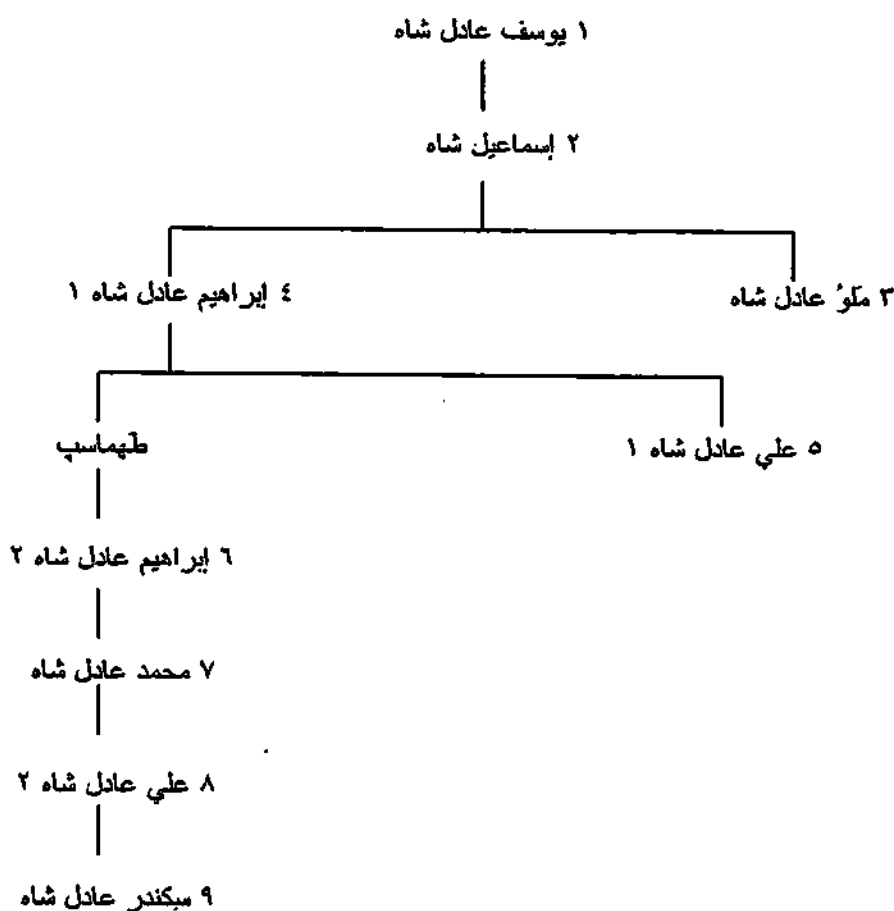 ١ يوسف عادل شاه
٢ إسماعيل شاه
٣ ملوُ عادل شاه
٤ إبراهيم عادل شاه ١
٥ علي عادل شاه ١
طهماسب
٦ إبراهيم عادل شاه ٢
٧ محمد عادل شاه
٨ علي عادل شاه ٢
٩ سكندر عادل شاه